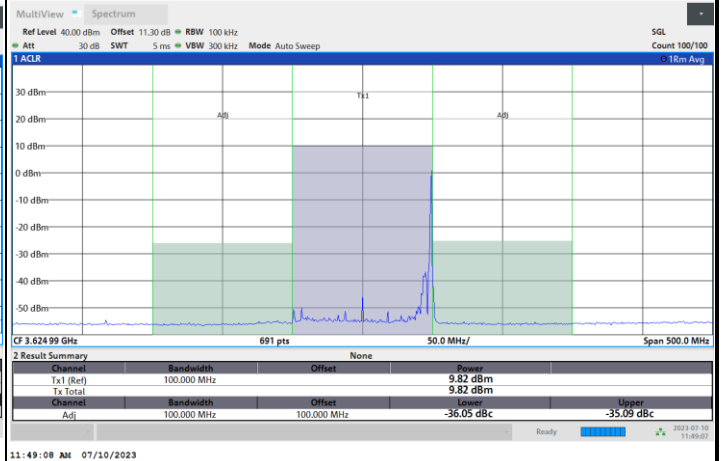 MultiView Spectrum
Ref Level 40.00 dBm Offset 11.30 dB RBW 100 kHz SGL
Att 30 dB SWT 5 ms VBW 300 kHz Mode Auto Sweep Count 100/100
1 ACLR 1Rm Avg
30 dBm
Tx1
20 dBm Adj Adj
10 dBm
0 dBm
-10 dBm
-20 dBm
-30 dBm
-40 dBm
-50 dBm
CF 3.624 99 GHz 691 pts 50.0 MHz/ Span 500.0 MHz
2 Result Summary None
Channel Bandwidth Offset Power
Tx1 (Ref) 100.000 MHz 9.82 dBm
Tx Total 9.82 dBm
Channel Bandwidth Offset Lower Upper
Adj 100.000 MHz 100.000 MHz -36.05 dBc -35.09 dBc
Ready 2023-07-10
11:49:07
11:49:08 AM 07/10/2023